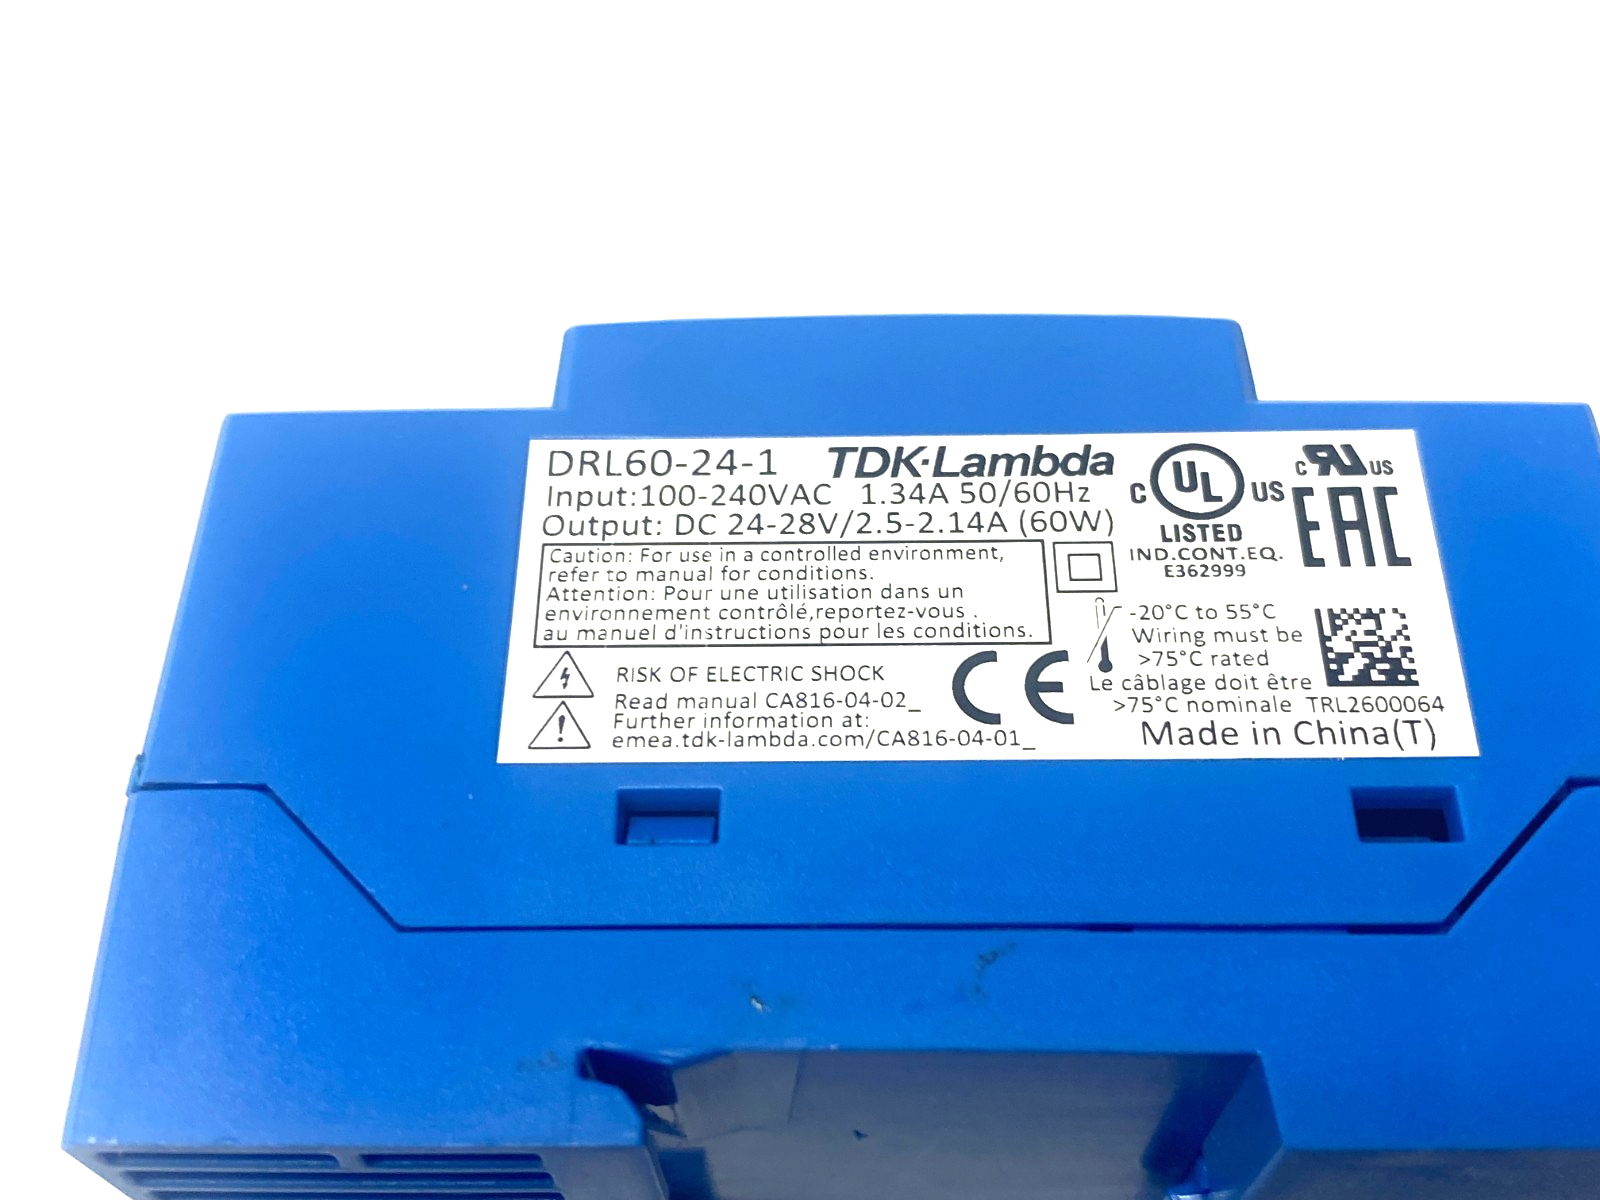 DRL60-24-1 TDK·Lambda
Input:100-240VAC 1.34A 50/60Hz
Output: DC 24-28V/2.5-2.14A (60W)
Caution: For use in a controlled environment,
refer to manual for conditions.
Attention: Pour une utilisation dans un
environnement contrôlé,reportez-vous .
au manuel d'instructions pour les conditions.
RISK OF ELECTRIC SHOCK
Read manual CA816-04-02_
Further information at:
emea.tdk-lambda.com/CA816-04-01_
CE
C UL US
LISTED
IND.CONT.EQ.
E362999
C RU US
EAC
-20°C to 55°C
Wiring must be
>75°C rated
Le câblage doit être
>75°C nominale TRL2600064
Made in China(T)